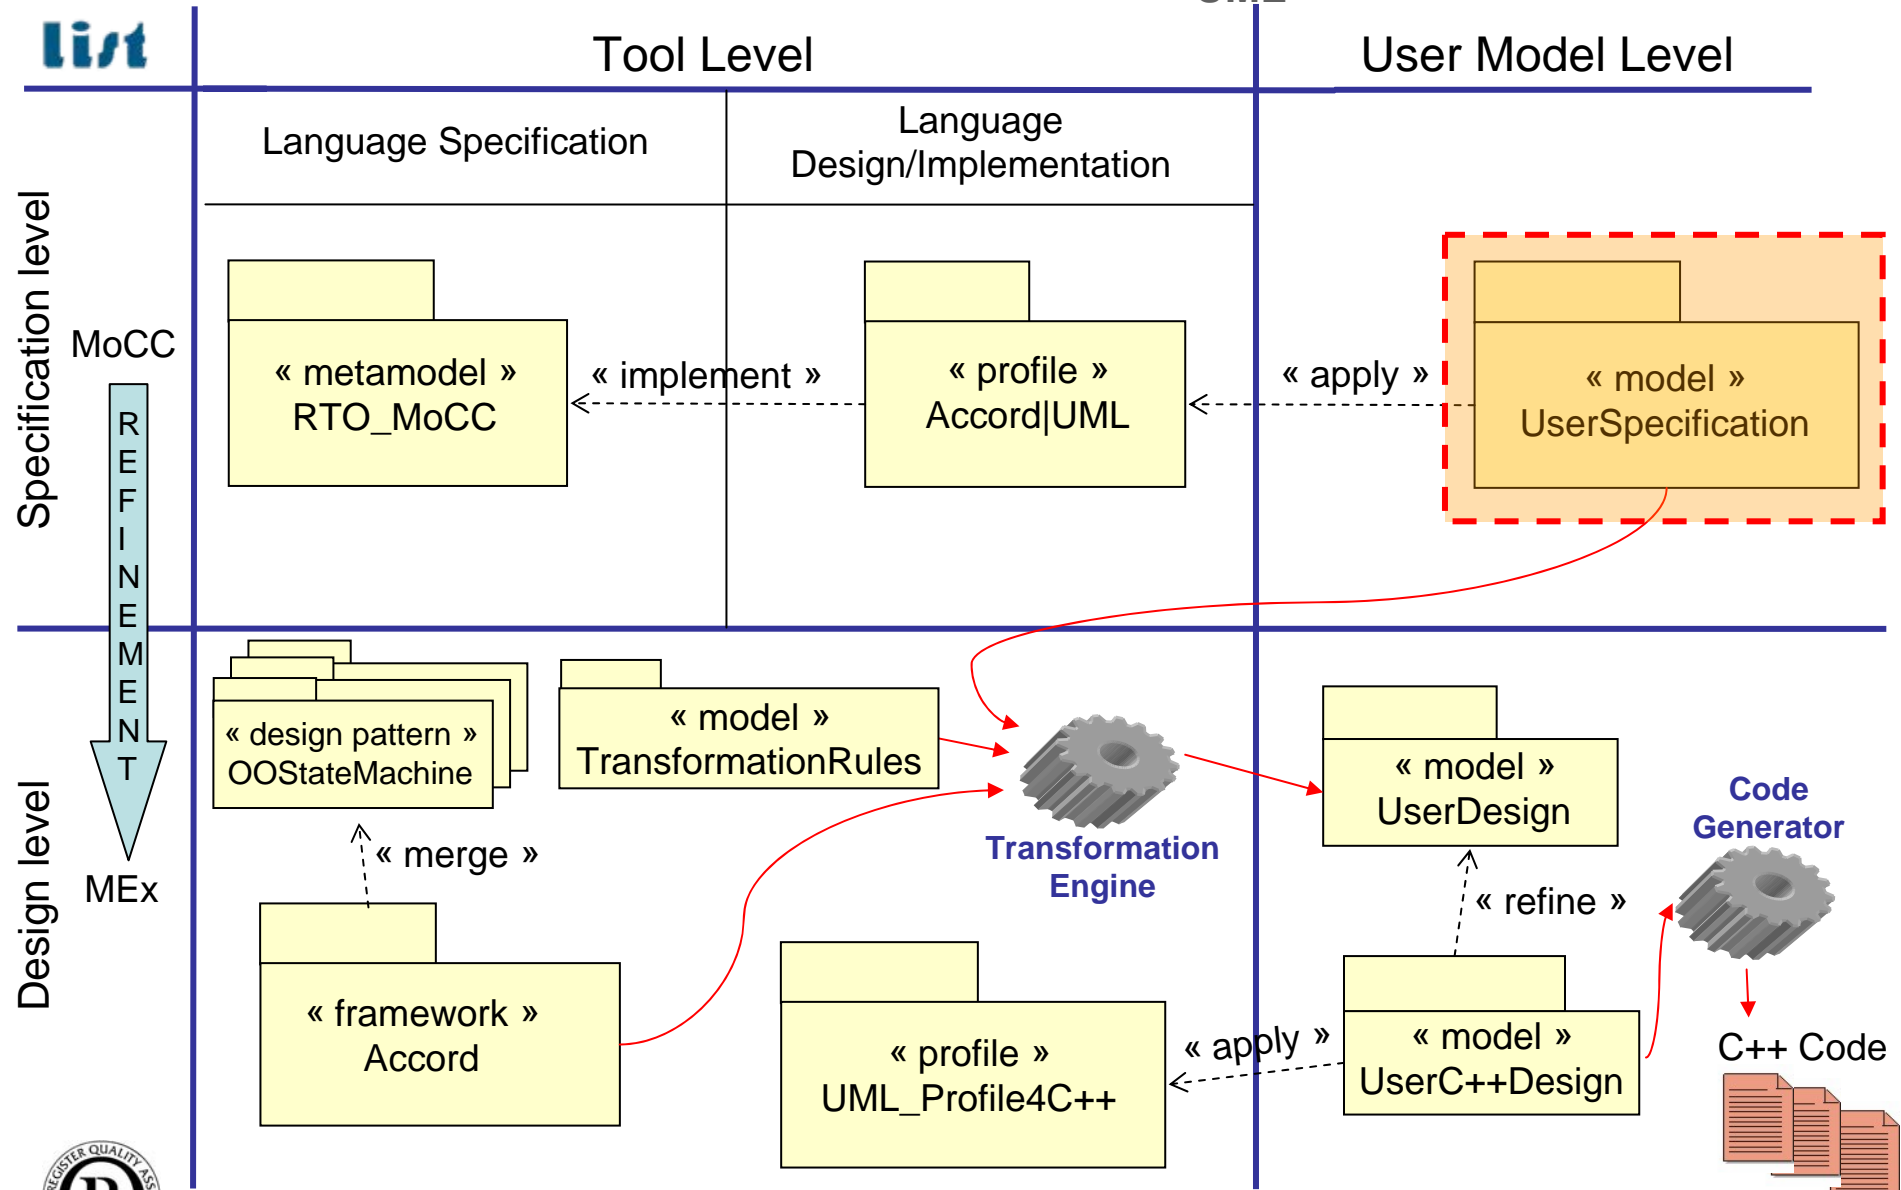 list
Tool Level
User Model Level
Language Specification
Language
Design/Implementation
Specification level
MoCC
REFINEMENT
MEx
Design level
« metamodel »
RTO_MoCC
« implement »
« profile »
Accord|UML
« apply »
« model »
UserSpecification
« design pattern »
OOStateMachine
« model »
TransformationRules
« merge »
« framework »
Accord
Transformation
Engine
« profile »
UML_Profile4C++
« apply »
« model »
UserDesign
« refine »
« model »
UserC++Design
Code
Generator
C++ Code